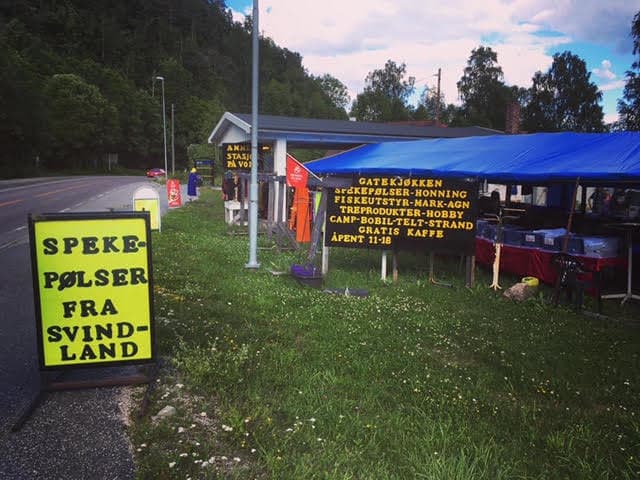 SPEKE-
PØLSER
FRA
SVIND-
LAND
GATEKJØKKEN
SPEKEPØLSER-HONNING
FISKEUTSTYR-MARK-AGN
TREPRODUKTER-HOBBY
CAMP-BOBIL-TELT-STRAND
GRATIS KAFFE
ÅPENT 11-18